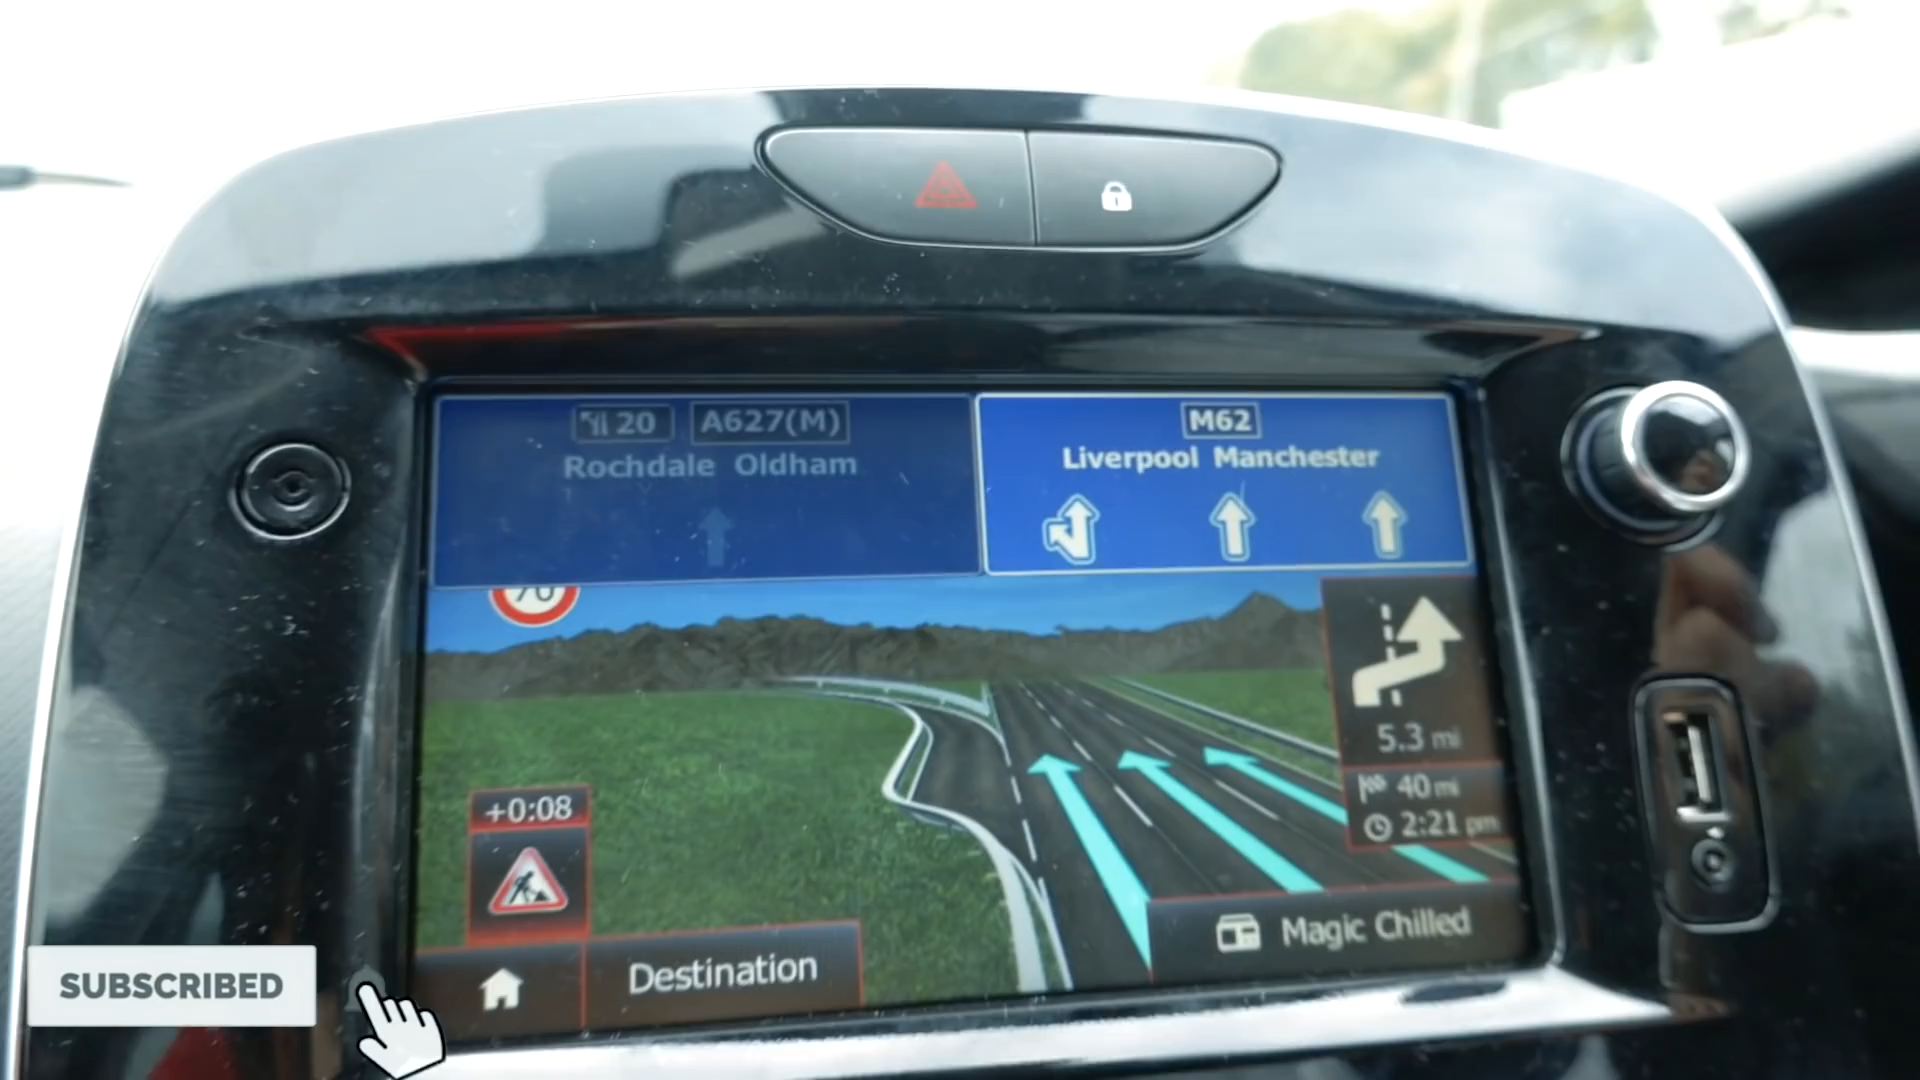 20 A627(M)
Rochdale Oldham
M62
Liverpool Manchester
70
5.3 mi
40 mi
2:21 pm
+0:08
Magic Chilled
Destination
SUBSCRIBED